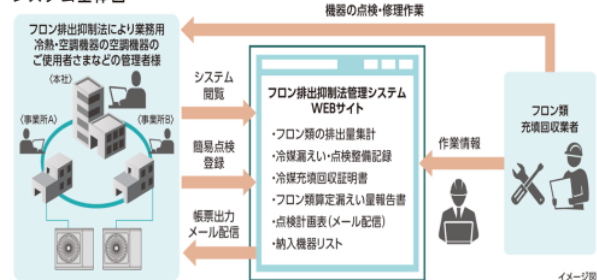 システム全体図
機器の点検・修理作業
フロン排出抑制法により業務用
冷熱・空調機器の空調機器の
ご使用者さまなどの管理者様
〈本社〉
〈事業所A〉
〈事業所B〉
システム
閲覧
簡易点検
登録
帳票出力
メール配信
フロン排出抑制法管理システム
WEBサイト
・フロン類の排出量集計
・冷媒漏えい・点検整備記録
・冷媒充填回収証明書
・フロン類算定漏えい量報告書
・点検計画表(メール配信)
・納入機器リスト
作業情報
フロン類
充填回収業者
イメージ図